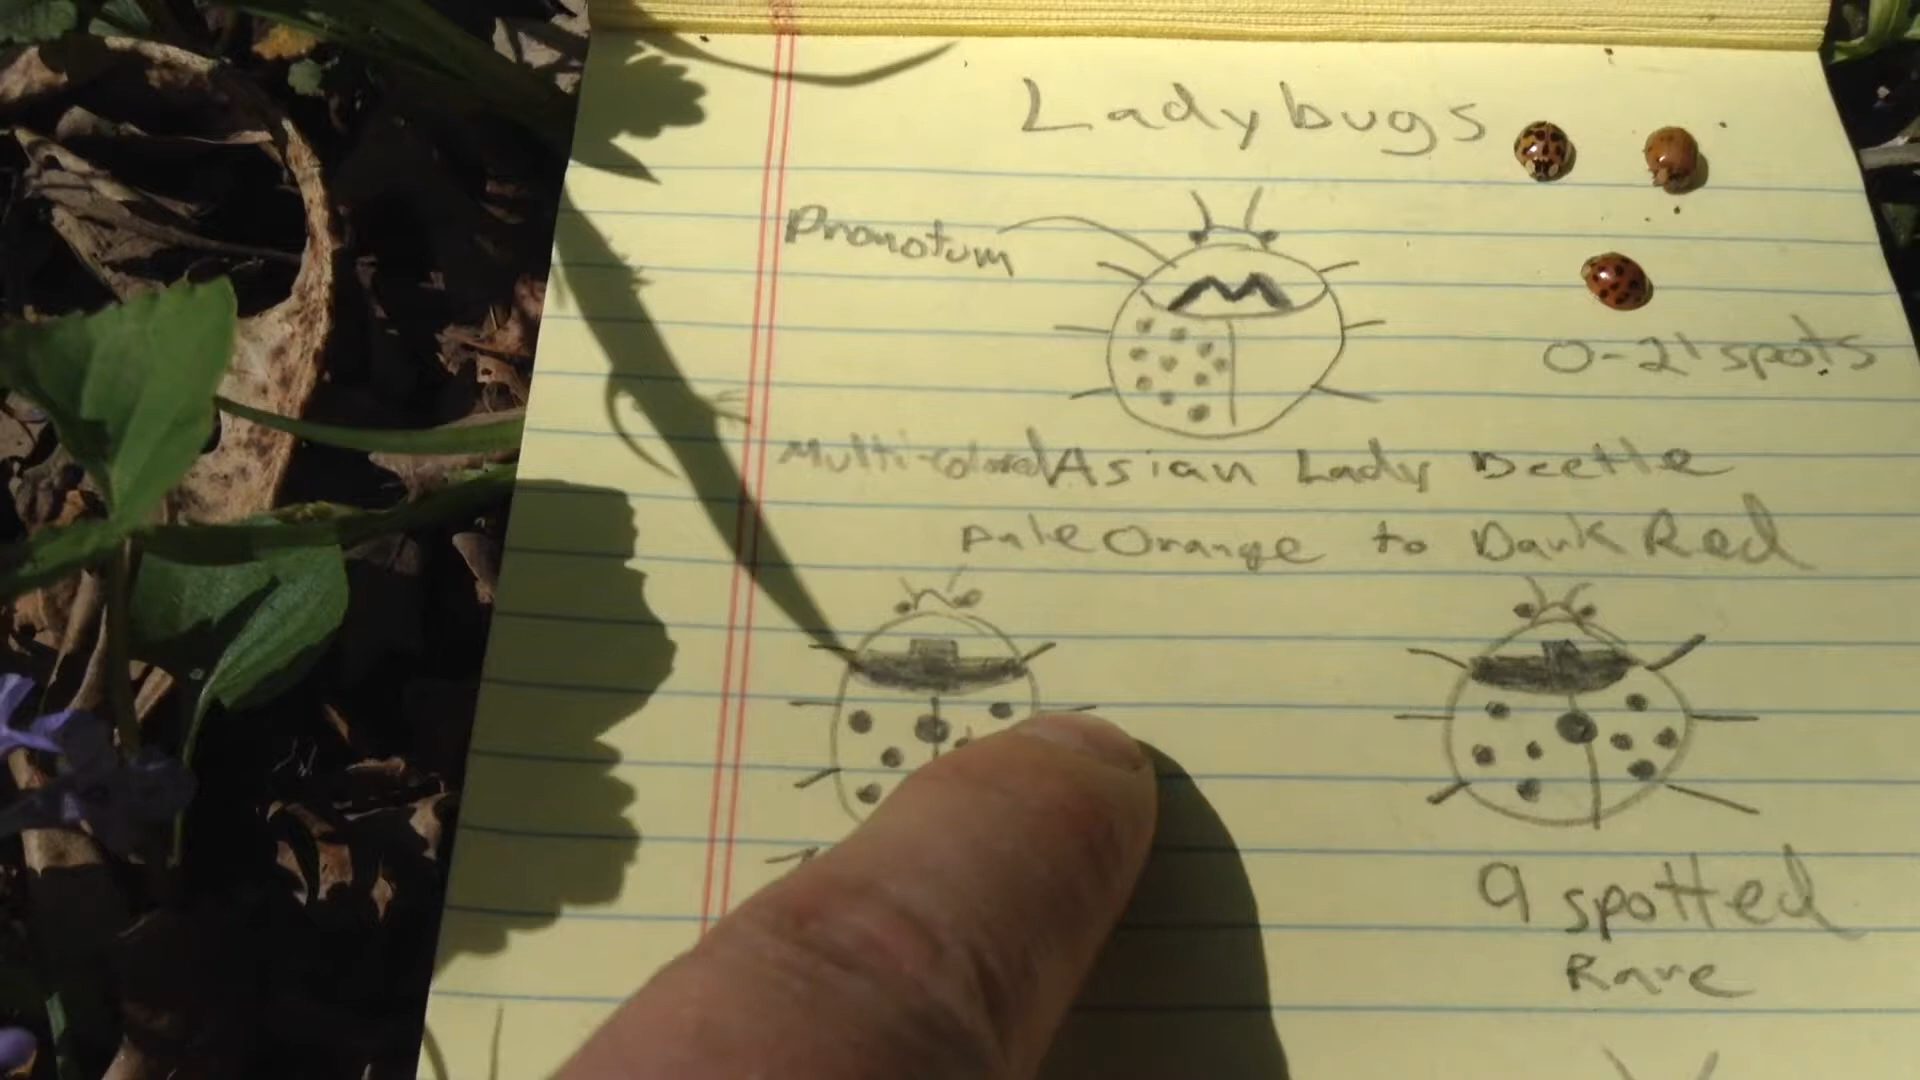 Ladybugs
Pronotum
0-21 spots
Multi-colored Asian Lady Beetle
Pale Orange to Dark Red
9 spotted
Rare